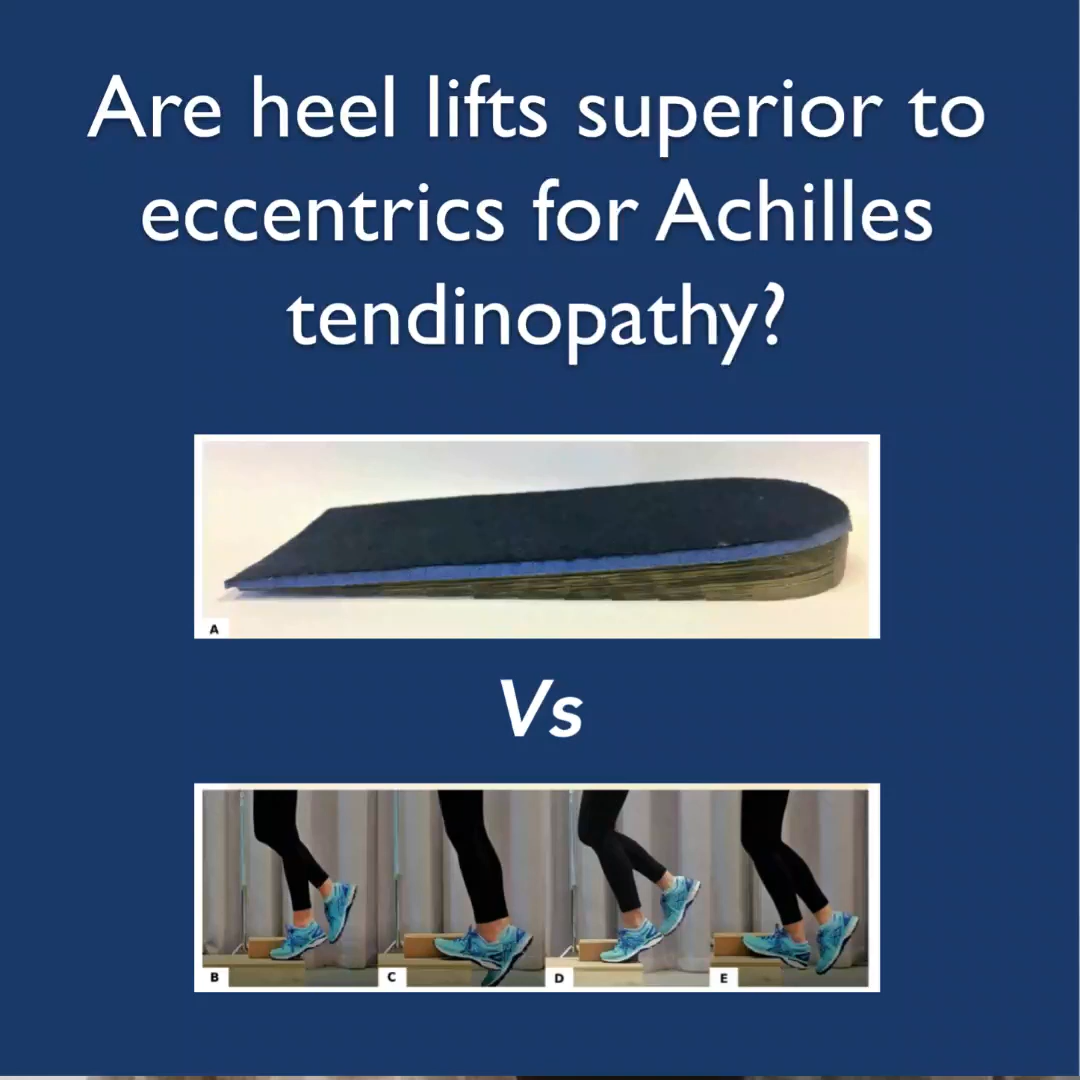 Are heel lifts superior to
eccentrics for Achilles
tendinopathy?
A
Vs
B
C
D
E